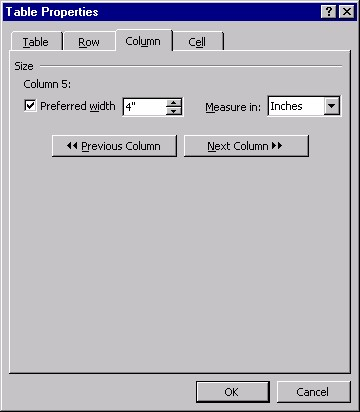 Table Properties
Table Row Column Cell
Size
Column 5:
Preferred width 4" Measure in: Inches
Previous Column Next Column
OK Cancel